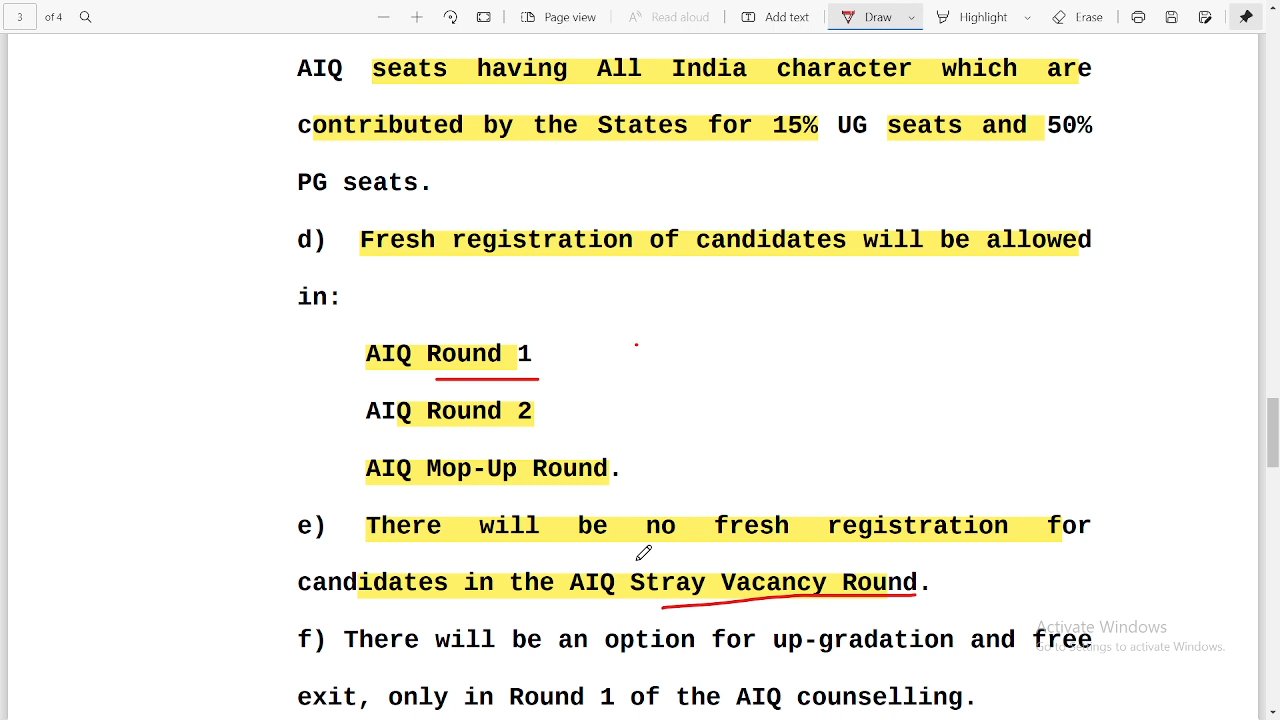 3 of 4 Page view Read aloud Add text Draw Highlight Erase
AIQ seats having All India character which are
contributed by the States for 15% UG seats and 50%
PG seats.
d) Fresh registration of candidates will be allowed
in:
AIQ Round 1
AIQ Round 2
AIQ Mop-Up Round.
e) There will be no fresh registration for
candidates in the AIQ Stray Vacancy Round.
Activate Windows
f) There will be an option for up-gradation and free
Go to Settings to activate Windows.
exit, only in Round 1 of the AIQ counselling.